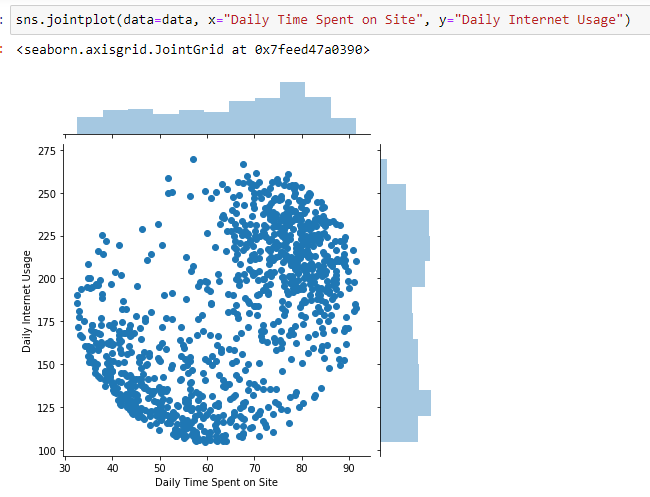 sns.jointplot(data=data, x="Daily Time Spent on Site", y="Daily Internet Usage")
<seaborn.axisgrid.JointGrid at 0x7feed47a0390>
275
250
225
200
175
150
125
100
Daily Internet Usage
30 40 50 60 70 80 90
Daily Time Spent on Site